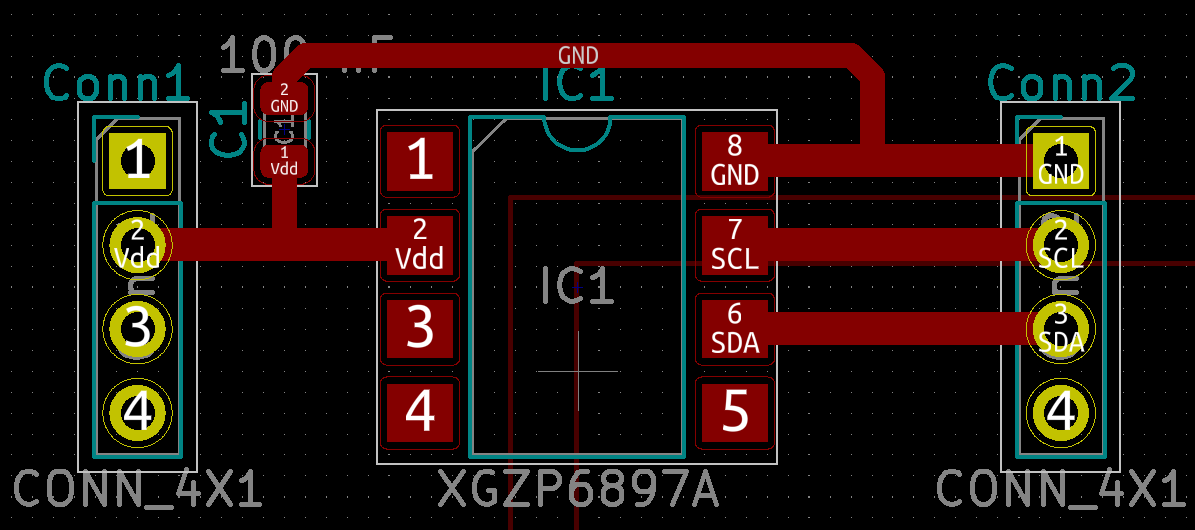 100 nF
GND
Conn1
IC1
Conn2
C1
2
GND
C1
1
Vdd
1
2
Vdd
3
4
1
2
Vdd
3
4
8
GND
7
SCL
6
SDA
5
IC1
1
GND
2
SCL
3
SDA
4
CONN_4X1
XGZP6897A
CONN_4X1